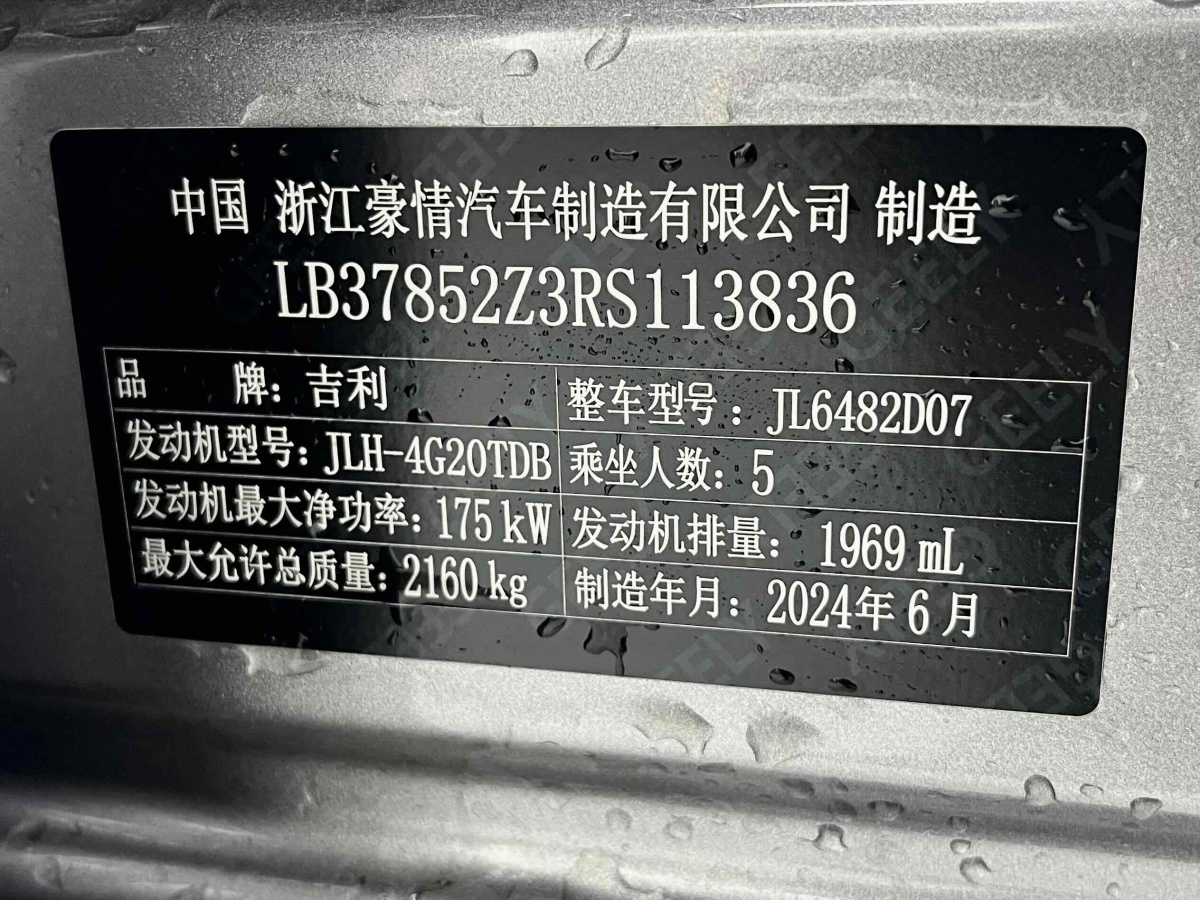 中国 浙江豪情汽车制造有限公司 制造
LB37852Z3RS113836
品 牌：吉利 整车型号：JL6482D07
发动机型号：JLH-4G20TDB 乘坐人数：5
发动机最大净功率：175 kW 发动机排量：1969 mL
最大允许总质量：2160 kg 制造年月：2024年6月